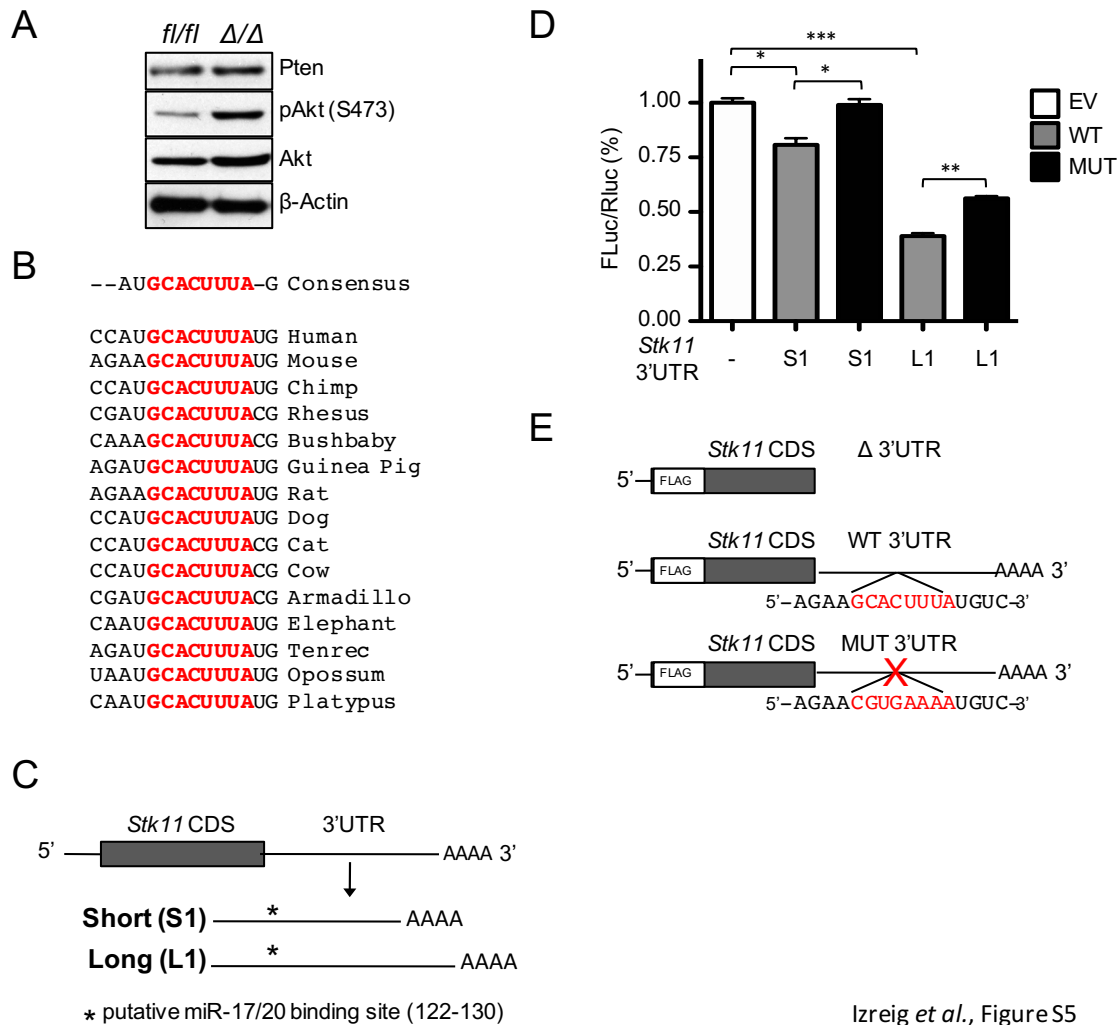 A
fl/fl Δ/Δ
Pten
pAkt (S473)
Akt
β-Actin
B
--AUGCACUUUA-G Consensus
CCAUGCACUUUAUG Human
AGAAGCACUUUAUG Mouse
CCAUGCACUUUAUG Chimp
CGAUGCACUUUACG Rhesus
CAAAGCACUUUACG Bushbaby
AGAUGCACUUUAUG Guinea Pig
AGAAGCACUUUAUG Rat
CCAUGCACUUUAUG Dog
CCAUGCACUUUACG Cat
CCAUGCACUUUACG Cow
CGAUGCACUUUACG Armadillo
CAAUGCACUUUAUG Elephant
AGAUGCACUUUAUG Tenrec
UAAUGCACUUUAUG Opossum
CAAUGCACUUUAUG Platypus
C
Stk11 CDS 3'UTR
5' AAAA 3'
Short (S1) * AAAA
Long (L1) * AAAA
* putative miR-17/20 binding site (122-130)
D
***
* *
**
EV
WT
MUT
FLuc/Rluc (%)
1.00
0.75
0.50
0.25
0.00
Stk11 3'UTR
- S1 S1 L1 L1
E
Stk11 CDS Δ 3'UTR
5'- FLAG
Stk11 CDS WT 3'UTR
5'- FLAG AAAA 3'
5'-AGAAGCACUUUAUGUC-3'
Stk11 CDS MUT 3'UTR
5'- FLAG X AAAA 3'
5'-AGAACGUGAAAAUGUC-3'
Izreig et al., Figure S5